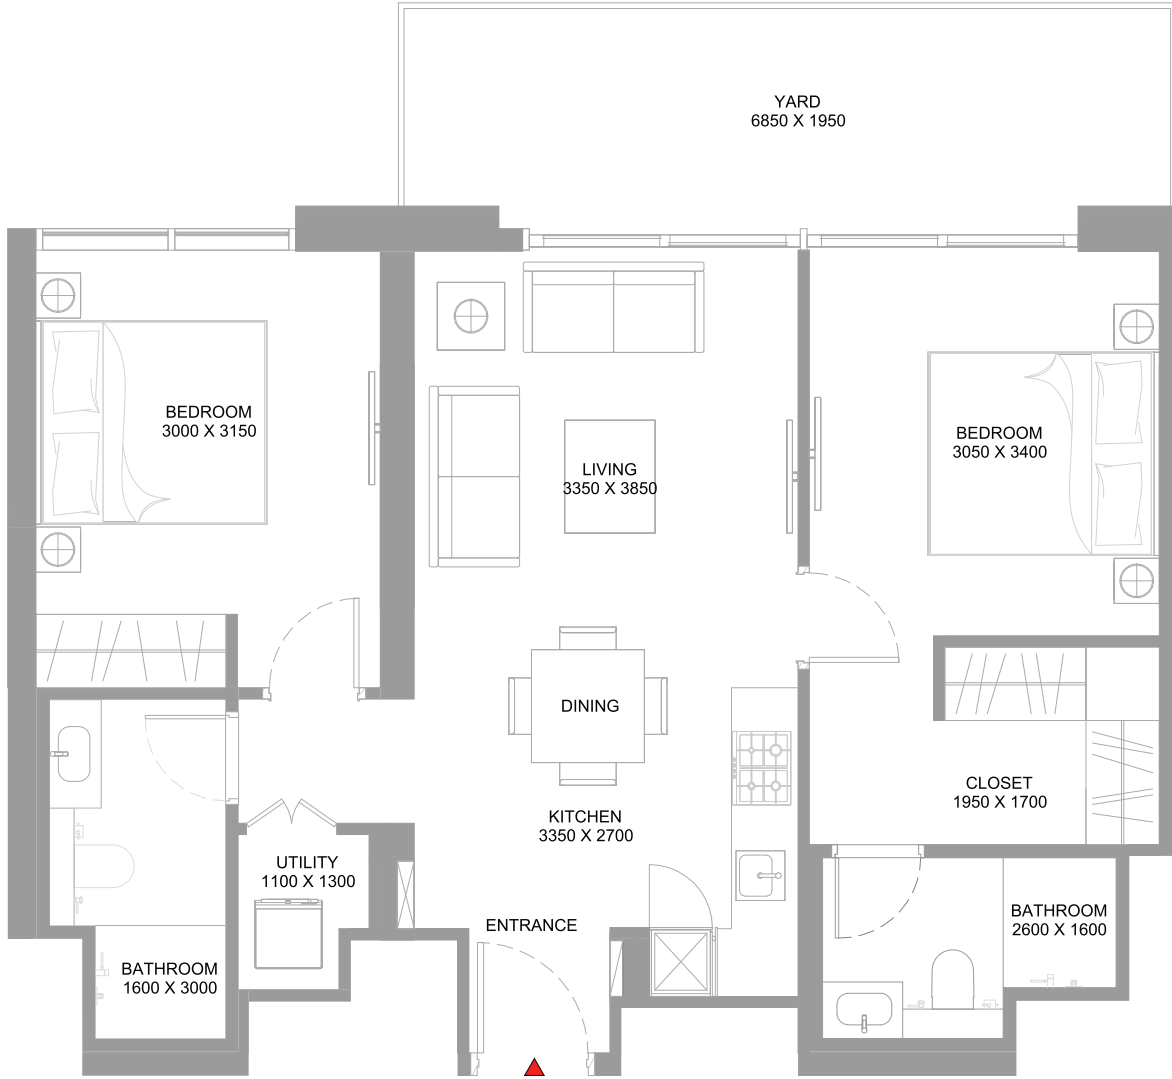 YARD
6850 X 1950
BEDROOM
3000 X 3150
BEDROOM
3050 X 3400
LIVING
3350 X 3850
DINING
CLOSET
1950 X 1700
KITCHEN
3350 X 2700
UTILITY
1100 X 1300
ENTRANCE
BATHROOM
2600 X 1600
BATHROOM
1600 X 3000